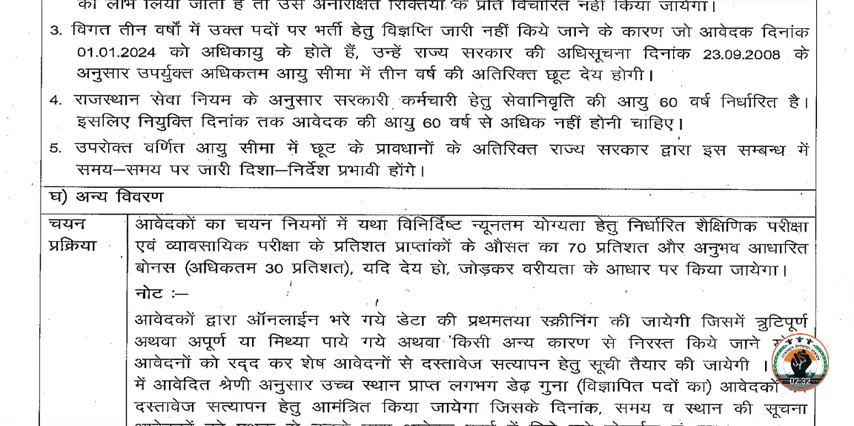 का लाभ लिया जाता है तो उसे अनारक्षित रिक्तियों के प्रति विचारित नहीं किया जायेगा।
3. विगत तीन वर्षों में उक्त पदों पर भर्ती हेतु विज्ञप्ति जारी नहीं किये जाने के कारण जो आवेदक दिनांक
01.01.2024 को अधिकायु के होते हैं, उन्हें राज्य सरकार की अधिसूचना दिनांक 23.09.2008 के
अनुसार उपर्युक्त अधिकतम आयु सीमा में तीन वर्ष की अतिरिक्त छूट देय होगी।
4. राजस्थान सेवा नियम के अनुसार सरकारी कर्मचारी हेतु सेवानिवृति की आयु 60 वर्ष निर्धारित है।
इसलिए नियुक्ति दिनांक तक आवेदक की आयु 60 वर्ष से अधिक नहीं होनी चाहिए।
5. उपरोक्त वर्णित आयु सीमा में छूट के प्रावधानों के अतिरिक्त राज्य सरकार द्वारा इस सम्बन्ध में
समय–समय पर जारी दिशा–निर्देश प्रभावी होंगे।
घ) अन्य विवरण
चयन प्रक्रिया
आवेदकों का चयन नियमों में यथा विनिर्दिष्ट न्यूनतम योग्यता हेतु निर्धारित शैक्षिणिक परीक्षा
एवं व्यावसायिक परीक्षा के प्रतिशत प्राप्तांकों के औसत का 70 प्रतिशत और अनुभव आधारित
बोनस (अधिकतम 30 प्रतिशत), यदि देय हो, जोड़कर वरीयता के आधार पर किया जायेगा।
नोट :–
आवेदकों द्वारा ऑनलाईन भरे गये डेटा की प्रथमतया स्क्रीनिंग की जायेगी जिसमें त्रुटिपूर्ण
अथवा अपूर्ण या मिथ्या पाये गये अथवा किसी अन्य कारण से निरस्त किये जाने
आवेदनों को रद्द कर शेष आवेदनों से दस्तावेज सत्यापन हेतु सूची तैयार की जायेगी ।
में आवेदित श्रेणी अनुसार उच्च स्थान प्राप्त लगभग डेढ़ गुना (विज्ञापित पदों का) आवेदकों
दस्तावेज सत्यापन हेतु आमंत्रित किया जायेगा जिसके दिनांक, समय व स्थान की सूचना
02:32